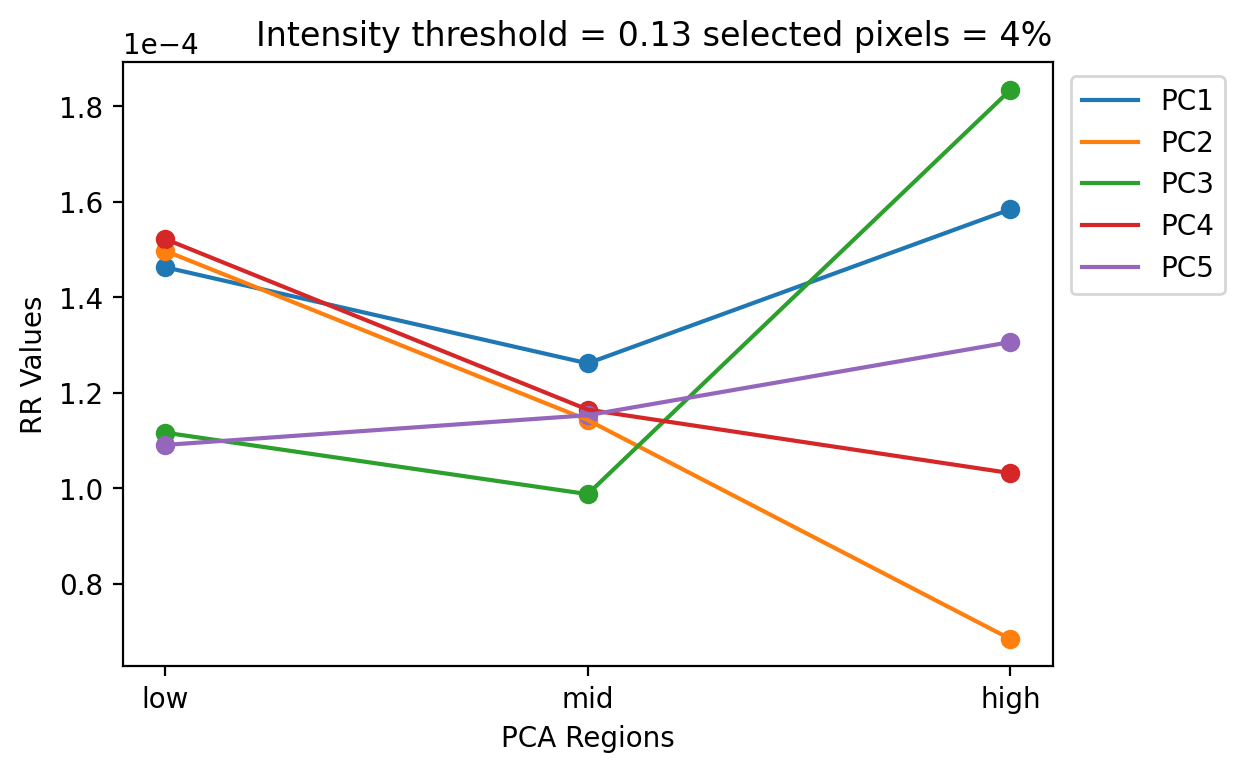 Intensity threshold = 0.13 selected pixels = 4%
1e−4
1.8
1.6
1.4
1.2
1.0
0.8
RR Values
low
mid
high
PCA Regions
PC1
PC2
PC3
PC4
PC5